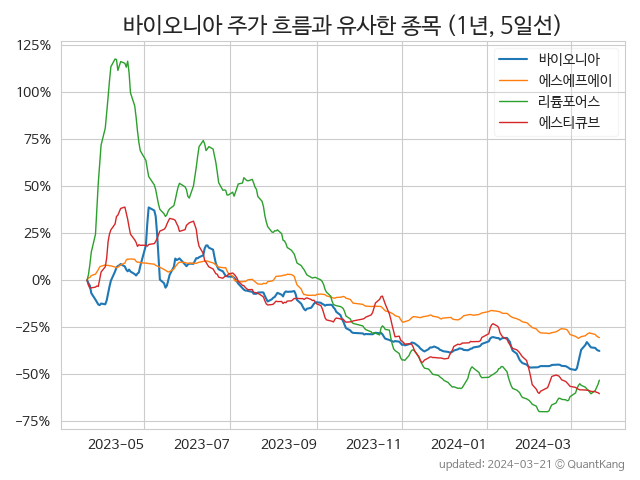 바이오니아 주가 흐름과 유사한 종목 (1년, 5일선)
125%
100%
75%
50%
25%
0%
−25%
−50%
−75%
바이오니아
에스에프에이
리튬포어스
에스티큐브
2023-05 2023-07 2023-09 2023-11 2024-01 2024-03
updated: 2024-03-21 © QuantKang